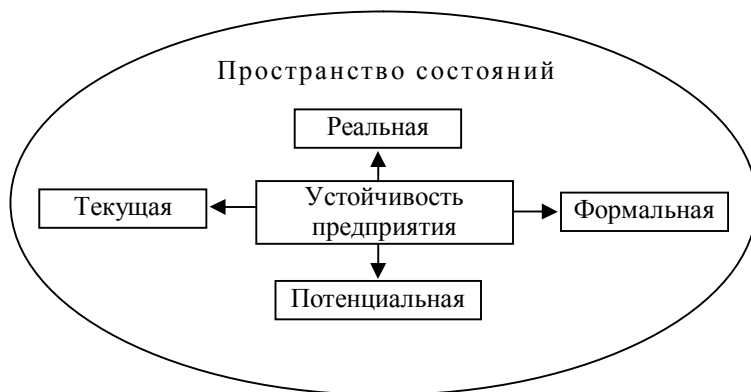 Пространство состояний
Реальная
Текущая
Устойчивость
предприятия
Формальная
Потенциальная